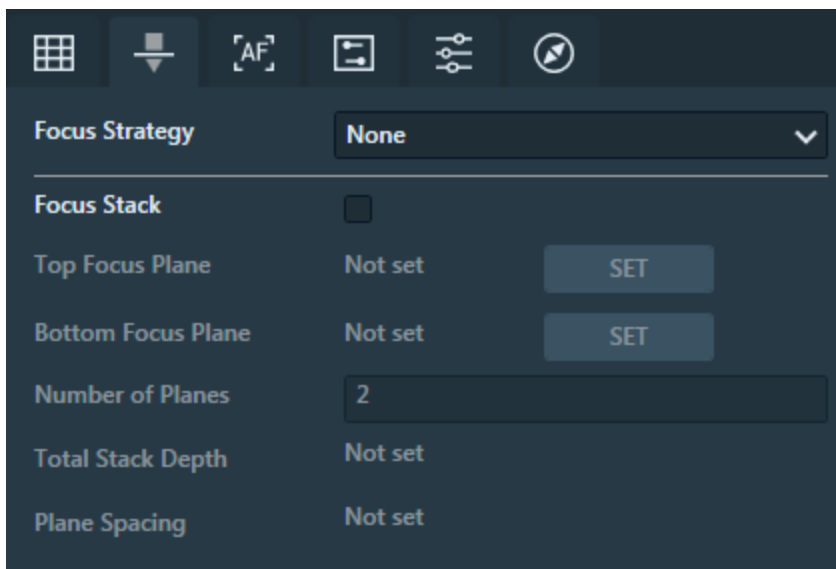 AF
Focus Strategy None
Focus Stack
Top Focus Plane Not set SET
Bottom Focus Plane Not set SET
Number of Planes 2
Total Stack Depth Not set
Plane Spacing Not set